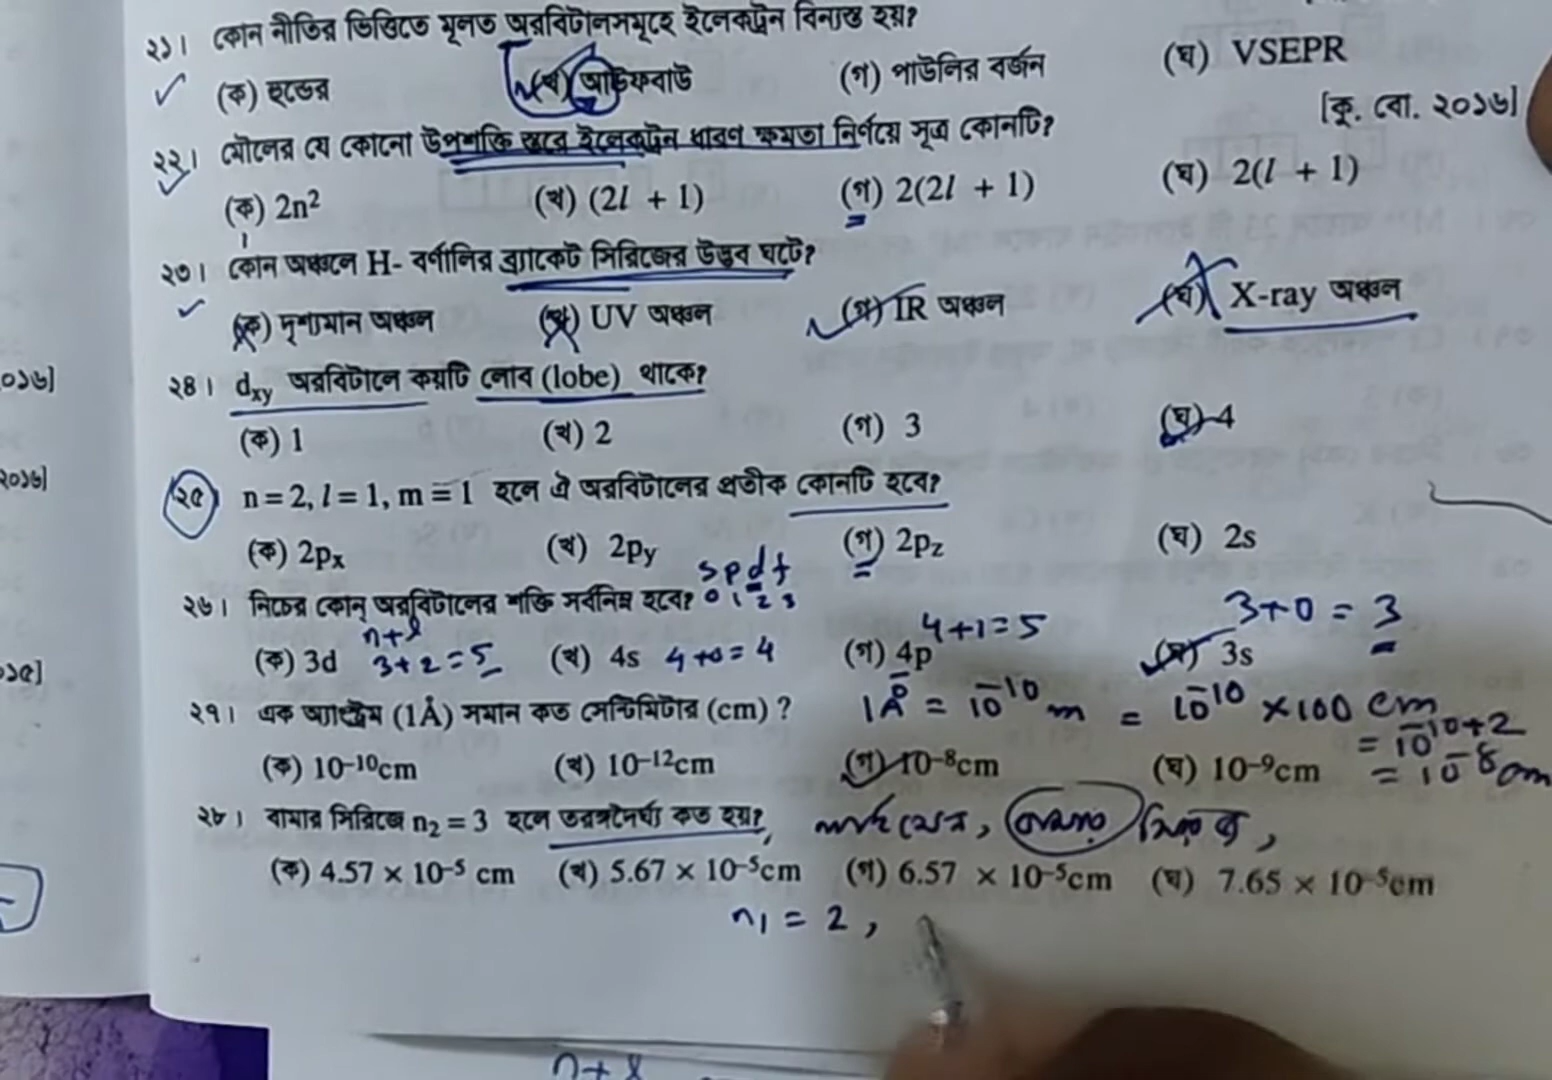 ২১। কোন নীতির ভিত্তিতে মূলত অরবিটালসমূহে ইলেকট্রন বিন্যস্ত হয়?
(ক) হুন্ডের (খ) আউফবাউ (গ) পাউলির বর্জন (ঘ) VSEPR
[কু. বো. ২০১৬]
২২। মৌলের যে কোনো উপশক্তি স্তরে ইলেকট্রন ধারণ ক্ষমতা নির্ণয়ে সূত্র কোনটি?
(ক) 2n² (খ) (2l + 1) (গ) 2(2l + 1) (ঘ) 2(l + 1)
২৩। কোন অঞ্চলে H- বর্ণালির ব্র্যাকেট সিরিজের উদ্ভব ঘটে?
(ক) দৃশ্যমান অঞ্চল (খ) UV অঞ্চল (গ) IR অঞ্চল (ঘ) X-ray অঞ্চল
০১৬]
২৪। dxy অরবিটালে কয়টি লোব (lobe) থাকে?
(ক) 1 (খ) 2 (গ) 3 (ঘ) 4
২০১৬]
২৫ n = 2, l = 1, m = 1 হলে ঐ অরবিটালের প্রতীক কোনটি হবে?
(ক) 2px (খ) 2py (গ) 2pz (ঘ) 2s
s p d f
২৬। নিচের কোন্ অরবিটালের শক্তি সর্বনিম্ন হবে? 0 1 2 3
n+l 4+1=5 3+0 = 3
(ক) 3d 3+2=5 (খ) 4s 4+0=4 (গ) 4p (ঘ) 3s
২৭। এক অ্যাংস্ট্রম (1Å) সমান কত সেন্টিমিটার (cm) ? 1Å = 10⁻¹⁰ m = 10⁻¹⁰ ×100 cm
= 10⁻¹⁰⁺²
(ক) 10⁻¹⁰cm (খ) 10⁻¹²cm (গ) 10⁻⁸cm (ঘ) 10⁻⁹cm = 10⁻⁸ cm
২৮। বামার সিরিজে n₂ = 3 হলে তরঙ্গদৈর্ঘ্য কত হয়?
(ক) 4.57 × 10⁻⁵ cm (খ) 5.67 × 10⁻⁵cm (গ) 6.57 × 10⁻⁵cm (ঘ) 7.65 × 10⁻⁵cm
n₁ = 2 ,
n+l